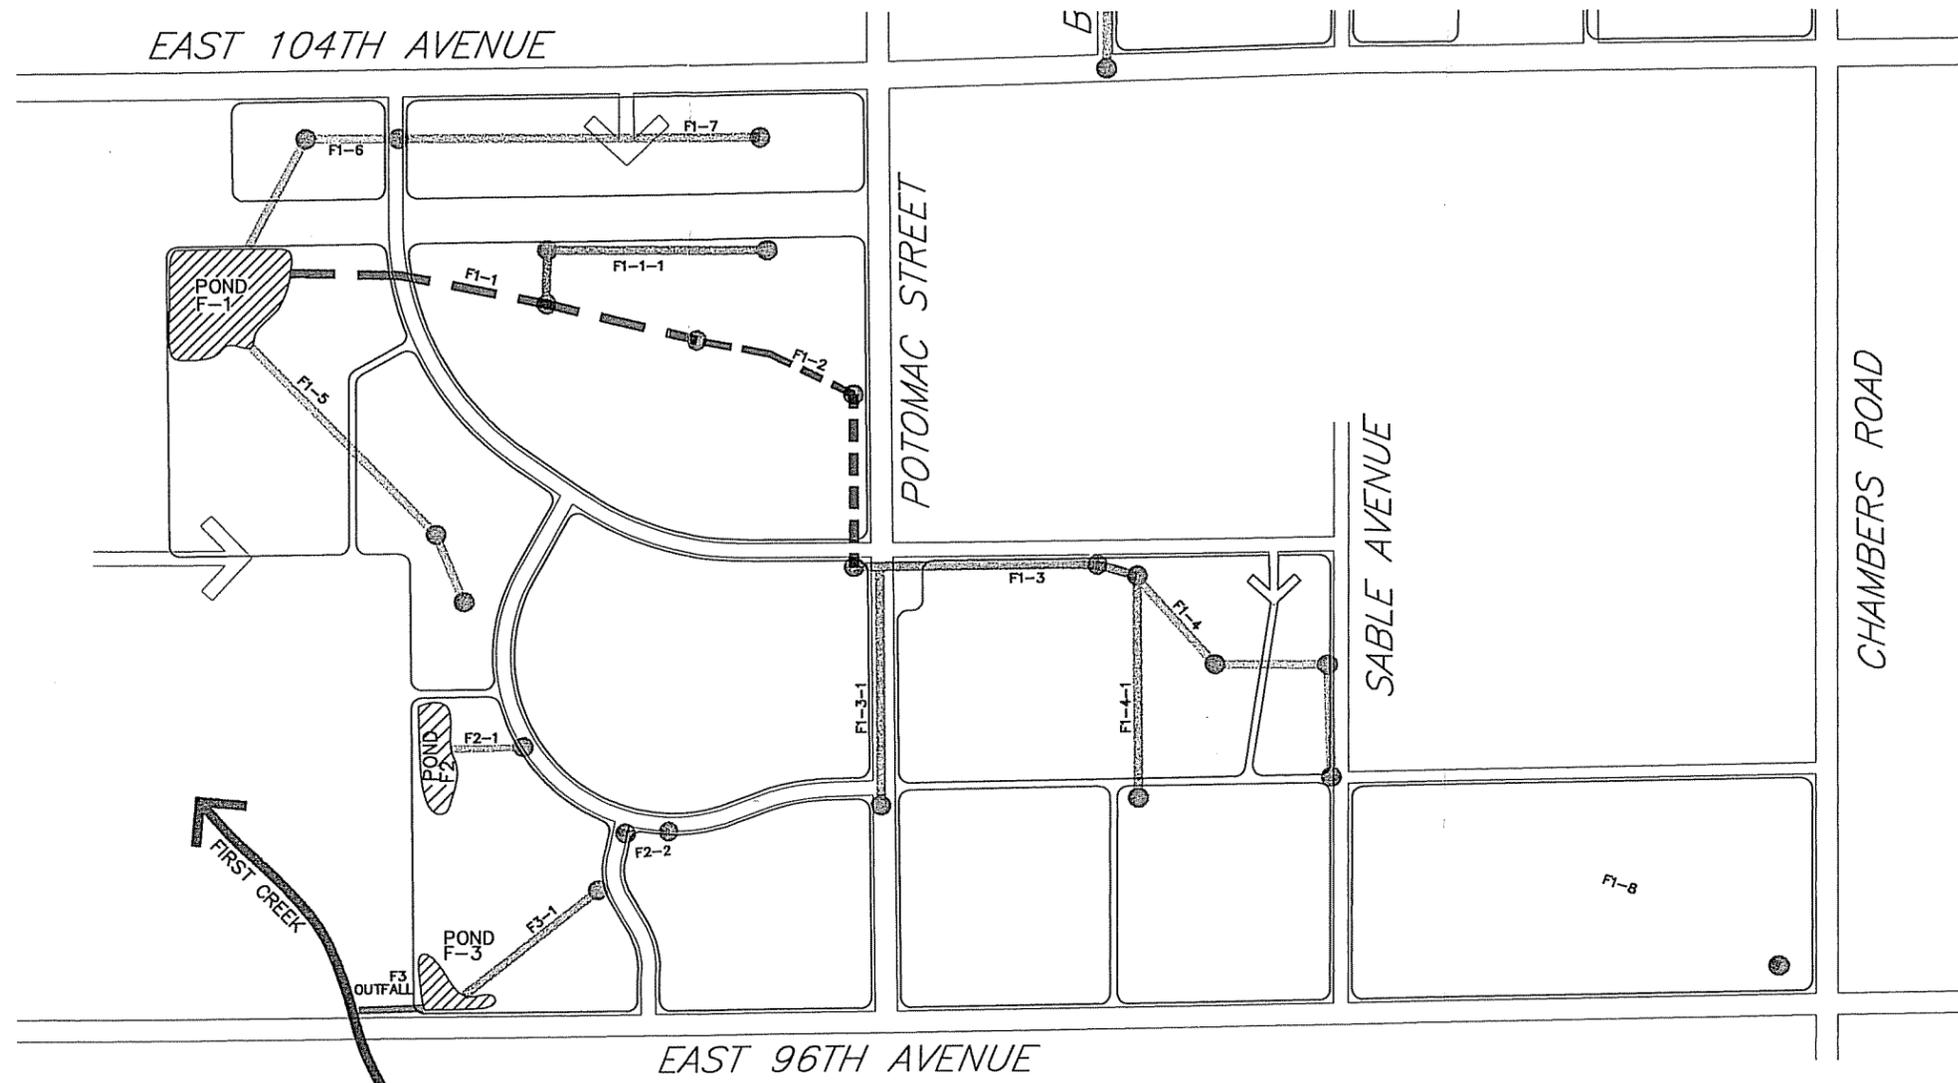 B
EAST 104TH AVENUE
F1-7
F1-6
F1-1-1
F1-1
POND
F-1
F1-2
POTOMAC STREET
F1-5
SABLE AVENUE
CHAMBERS ROAD
F1-3
F1-4
F1-3-1
F1-4-1
POND
F2
F2-1
F2-2
FIRST CREEK
F1-8
F3-1
POND
F-3
F3
OUTFALL
EAST 96TH AVENUE